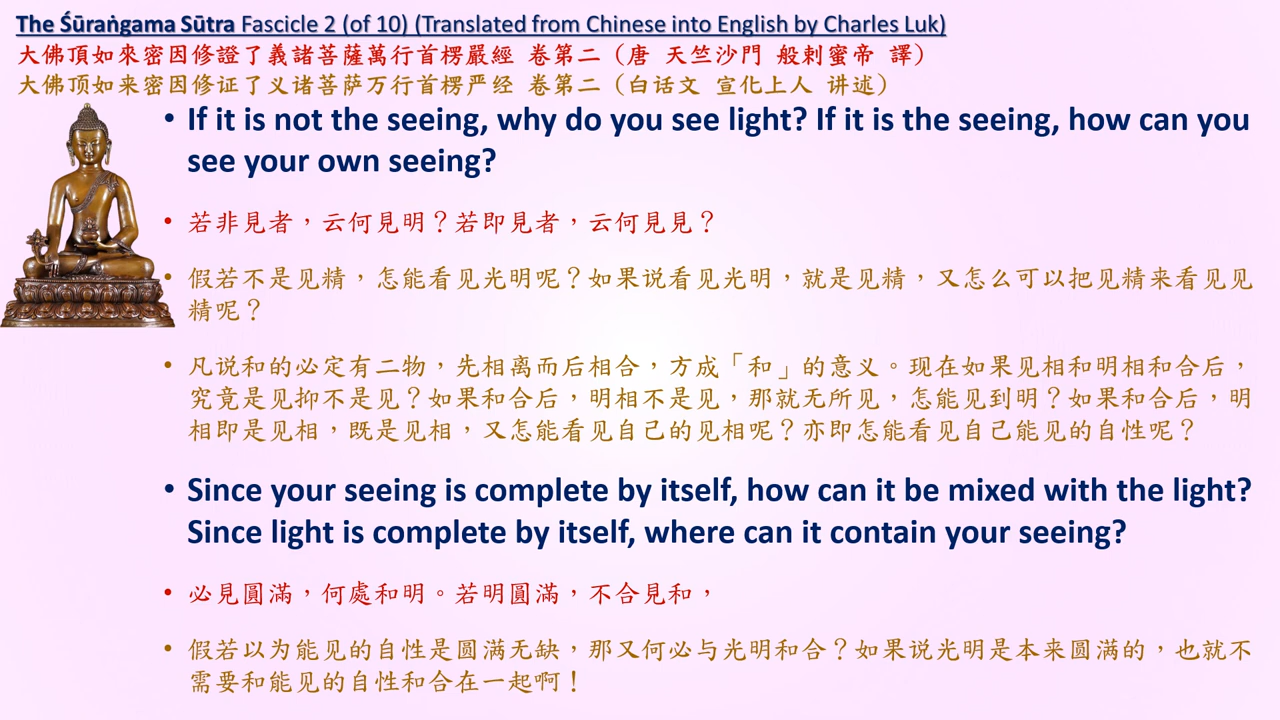 The Śūraṅgama Sūtra Fascicle 2 (of 10) (Translated from Chinese into English by Charles Luk)
大佛頂如來密因修證了義諸菩薩萬行首楞嚴經 卷第二（唐 天竺沙門 般剌蜜帝 譯）
大佛顶如来密因修证了义诸菩萨万行首楞严经 卷第二（白话文 宣化上人 讲述）
• If it is not the seeing, why do you see light? If it is the seeing, how can you
see your own seeing?
• 若非見者，云何見明？若即見者，云何見見？
• 假若不是见精，怎能看见光明呢？如果说看见光明，就是见精，又怎么可以把见精来看见见
精呢？
• 凡说和的必定有二物，先相离而后相合，方成「和」的意义。现在如果见相和明相和合后，
究竟是见抑不是见？如果和合后，明相不是见，那就无所见，怎能见到明？如果和合后，明
相即是见相，既是见相，又怎能看见自己的见相呢？亦即怎能看见自己能见的自性呢？
• Since your seeing is complete by itself, how can it be mixed with the light?
Since light is complete by itself, where can it contain your seeing?
• 必見圓滿，何處和明。若明圓滿，不合見和，
• 假若以为能见的自性是圆满无缺，那又何必与光明和合？如果说光明是本来圆满的，也就不
需要和能见的自性和合在一起啊！